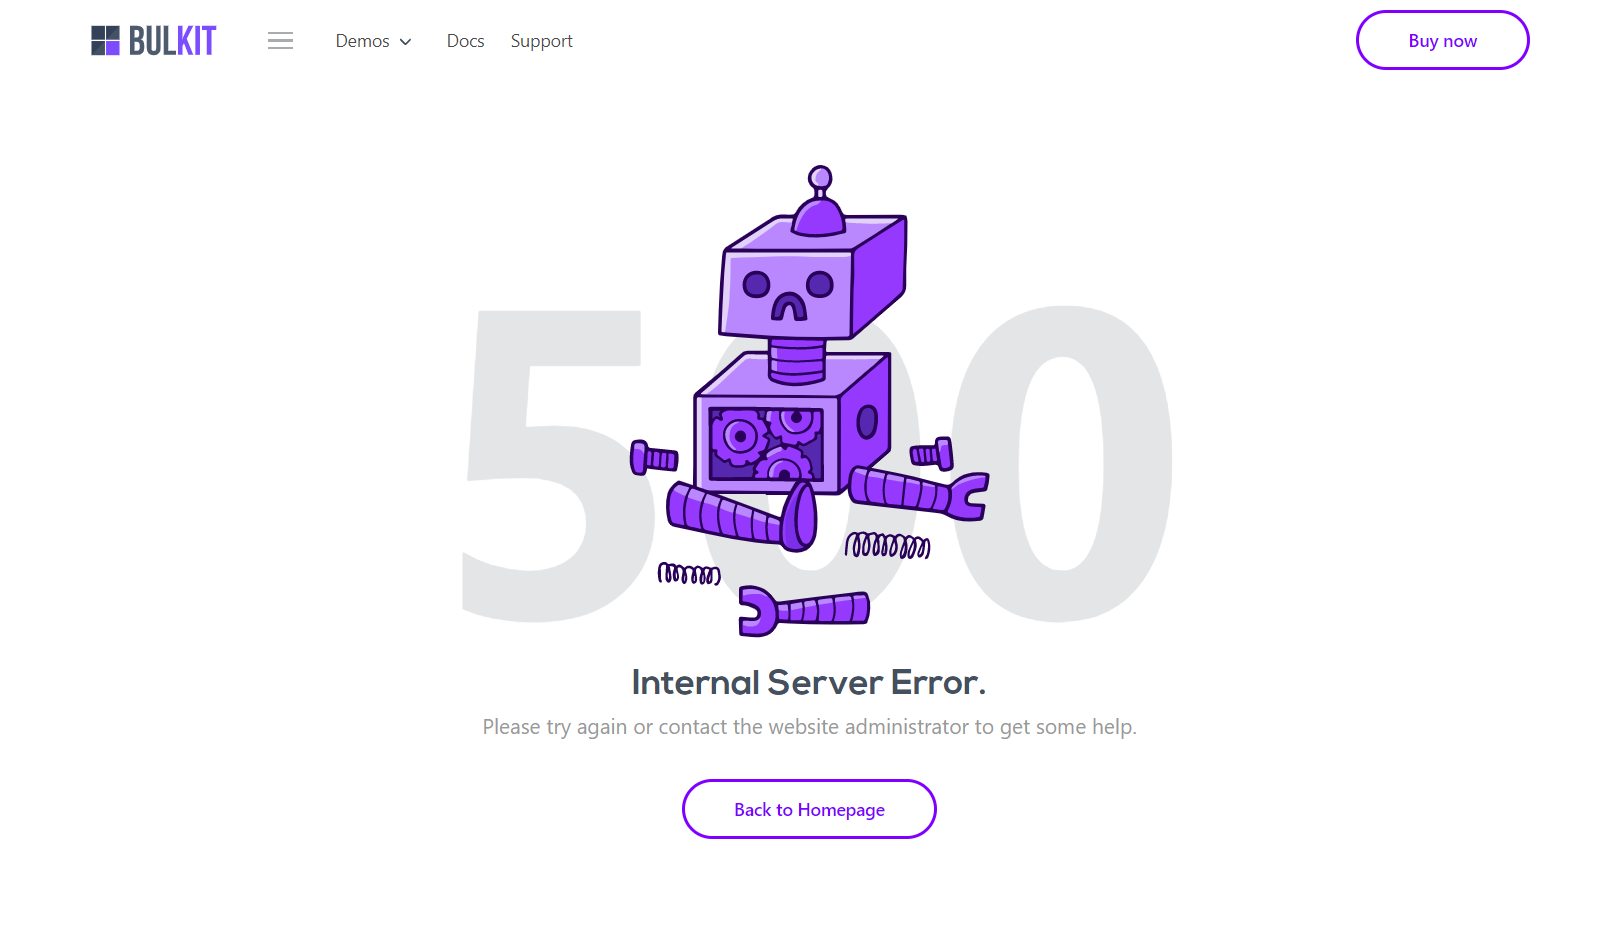 BULKIT
Demos
Docs
Support
Buy now
500
Internal Server Error.
Please try again or contact the website administrator to get some help.
Back to Homepage